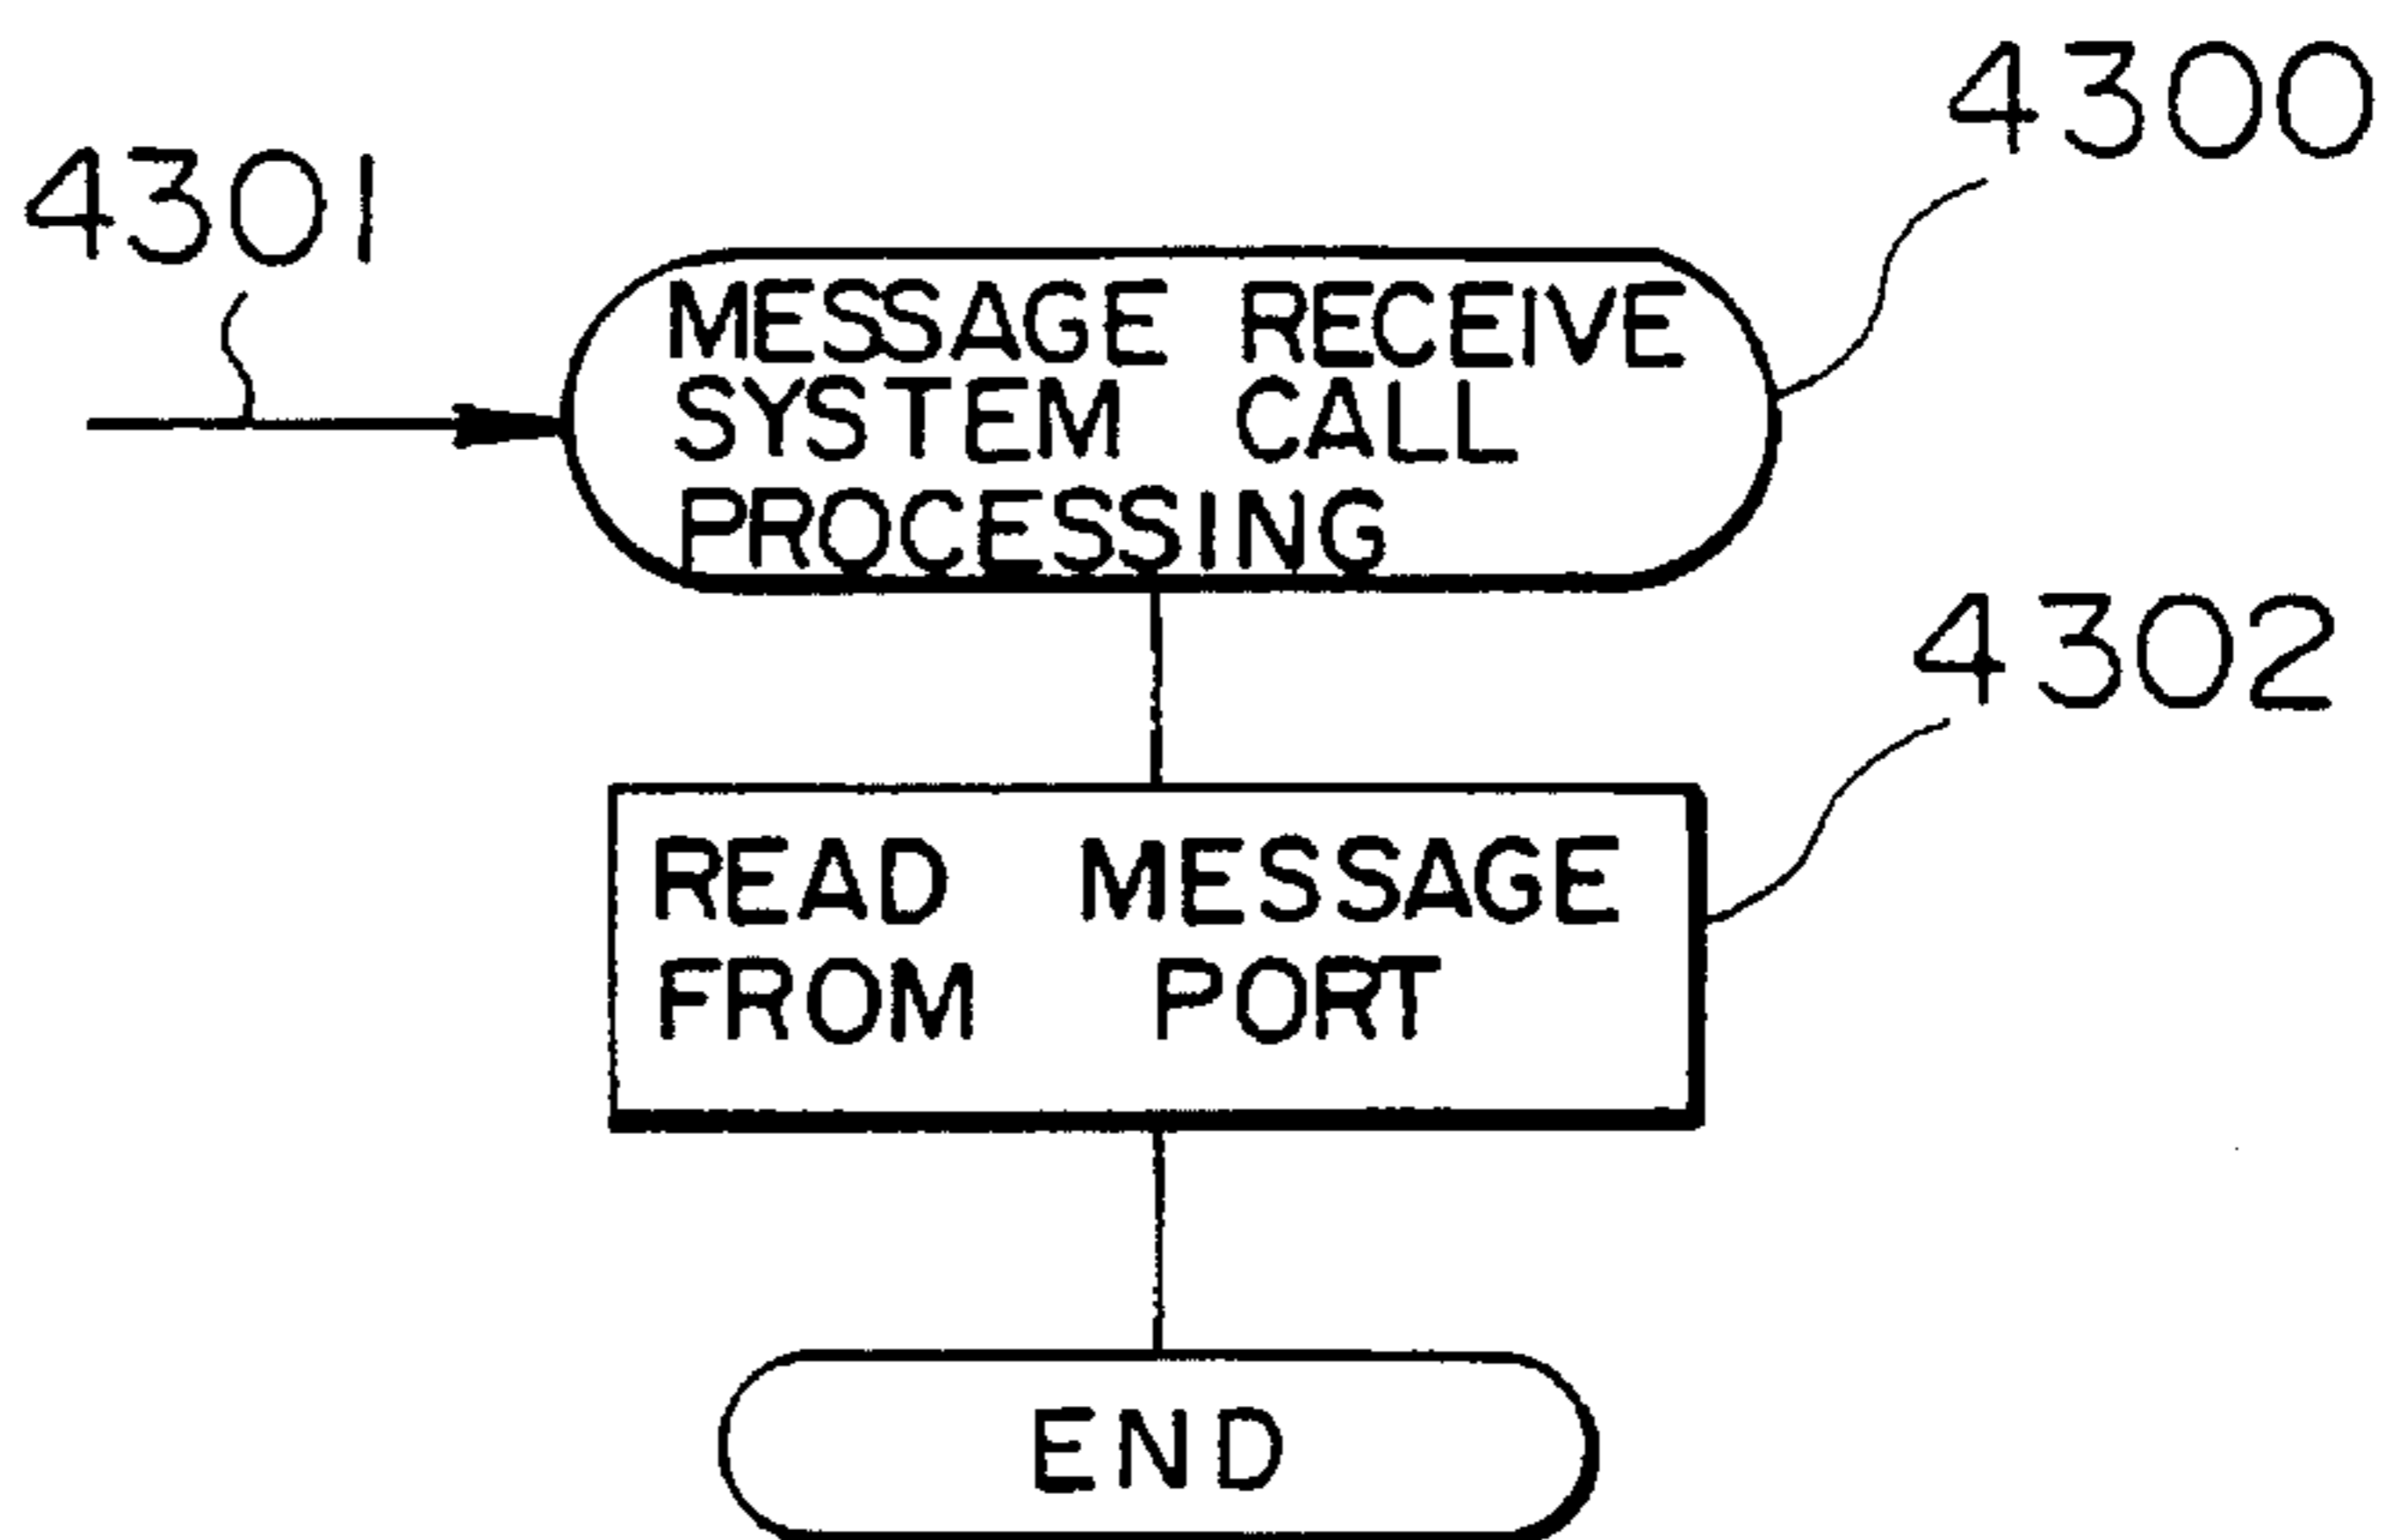 4300
4301
MESSAGE RECEIVE
SYSTEM CALL
PROCESSING
4302
READ MESSAGE
FROM PORT
END